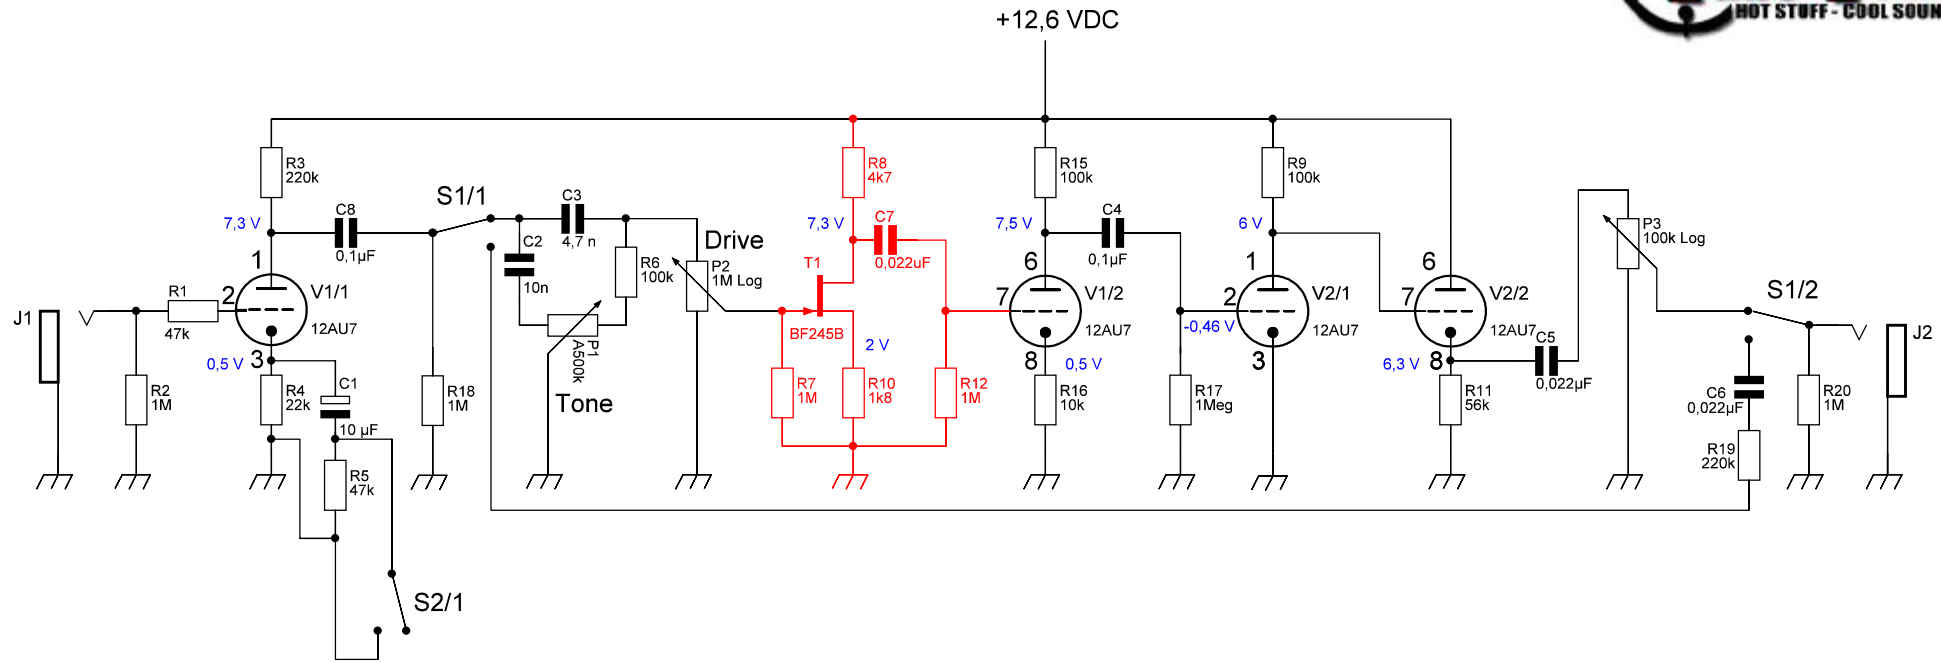 +12,6 VDC
HOT STUFF - COOL SOUN
R3
220k
R8
4k7
R15
100k
R9
100k
S1/1
C3
4,7 n
7,3 V
C8
0,1µF
C2
10n
R6
100k
Drive
P2
1M Log
7,3 V
C7
0,022uF
7,5 V
C4
0,1µF
6 V
P3
100k Log
1
T1
6
1
6
J1
R1
47k
2
V1/1
12AU7
BF245B
7
V1/2
12AU7
2
-0,46 V
V2/1
12AU7
7
V2/2
12AU7
S1/2
J2
0,5 V
3
P1
A500k
2 V
8
0,5 V
3
6,3 V
8
C5
0,022µF
R2
1M
R4
22k
C1
10 µF
R18
1M
Tone
R7
1M
R10
1k8
R12
1M
R16
10k
R17
1Meg
R11
56k
C6
0,022µF
R20
1M
R5
47k
R19
220k
S2/1